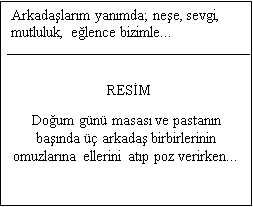 Arkadaşlarım yanımda; neşe, sevgi,
mutluluk, eğlence bizimle...
RESİM
Doğum günü masası ve pastanın
başında üç arkadaş birbirlerinin
omuzlarına ellerini atıp poz verirken...